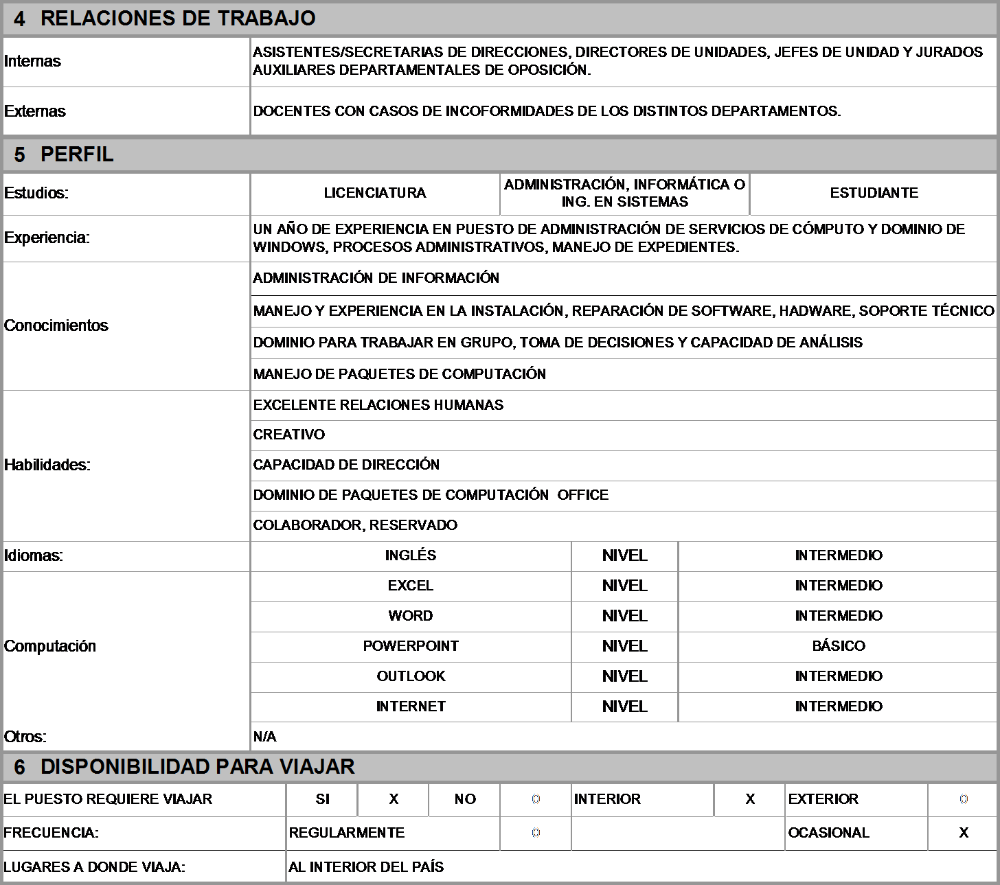 4 RELACIONES DE TRABAJO
Internas
ASISTENTES/SECRETARIAS DE DIRECCIONES, DIRECTORES DE UNIDADES, JEFES DE UNIDAD Y JURADOS
AUXILIARES DEPARTAMENTALES DE OPOSICIÓN.
Externas
DOCENTES CON CASOS DE INCOFORMIDADES DE LOS DISTINTOS DEPARTAMENTOS.
5 PERFIL
Estudios:
LICENCIATURA
ADMINISTRACIÓN, INFORMÁTICA O
ING. EN SISTEMAS
ESTUDIANTE
Experiencia:
UN AÑO DE EXPERIENCIA EN PUESTO DE ADMINISTRACIÓN DE SERVICIOS DE CÓMPUTO Y DOMINIO DE
WINDOWS, PROCESOS ADMINISTRATIVOS, MANEJO DE EXPEDIENTES.
Conocimientos
ADMINISTRACIÓN DE INFORMACIÓN
MANEJO Y EXPERIENCIA EN LA INSTALACIÓN, REPARACIÓN DE SOFTWARE, HADWARE, SOPORTE TÉCNICO
DOMINIO PARA TRABAJAR EN GRUPO, TOMA DE DECISIONES Y CAPACIDAD DE ANÁLISIS
MANEJO DE PAQUETES DE COMPUTACIÓN
Habilidades:
EXCELENTE RELACIONES HUMANAS
CREATIVO
CAPACIDAD DE DIRECCIÓN
DOMINIO DE PAQUETES DE COMPUTACIÓN OFFICE
COLABORADOR, RESERVADO
Idiomas: INGLÉS NIVEL INTERMEDIO
Computación
EXCEL NIVEL INTERMEDIO
WORD NIVEL INTERMEDIO
POWERPOINT NIVEL BÁSICO
OUTLOOK NIVEL INTERMEDIO
INTERNET NIVEL INTERMEDIO
Otros: N/A
6 DISPONIBILIDAD PARA VIAJAR
EL PUESTO REQUIERE VIAJAR SI X NO 0 INTERIOR X EXTERIOR 0
FRECUENCIA: REGULARMENTE 0 OCASIONAL X
LUGARES A DONDE VIAJA: AL INTERIOR DEL PAÍS